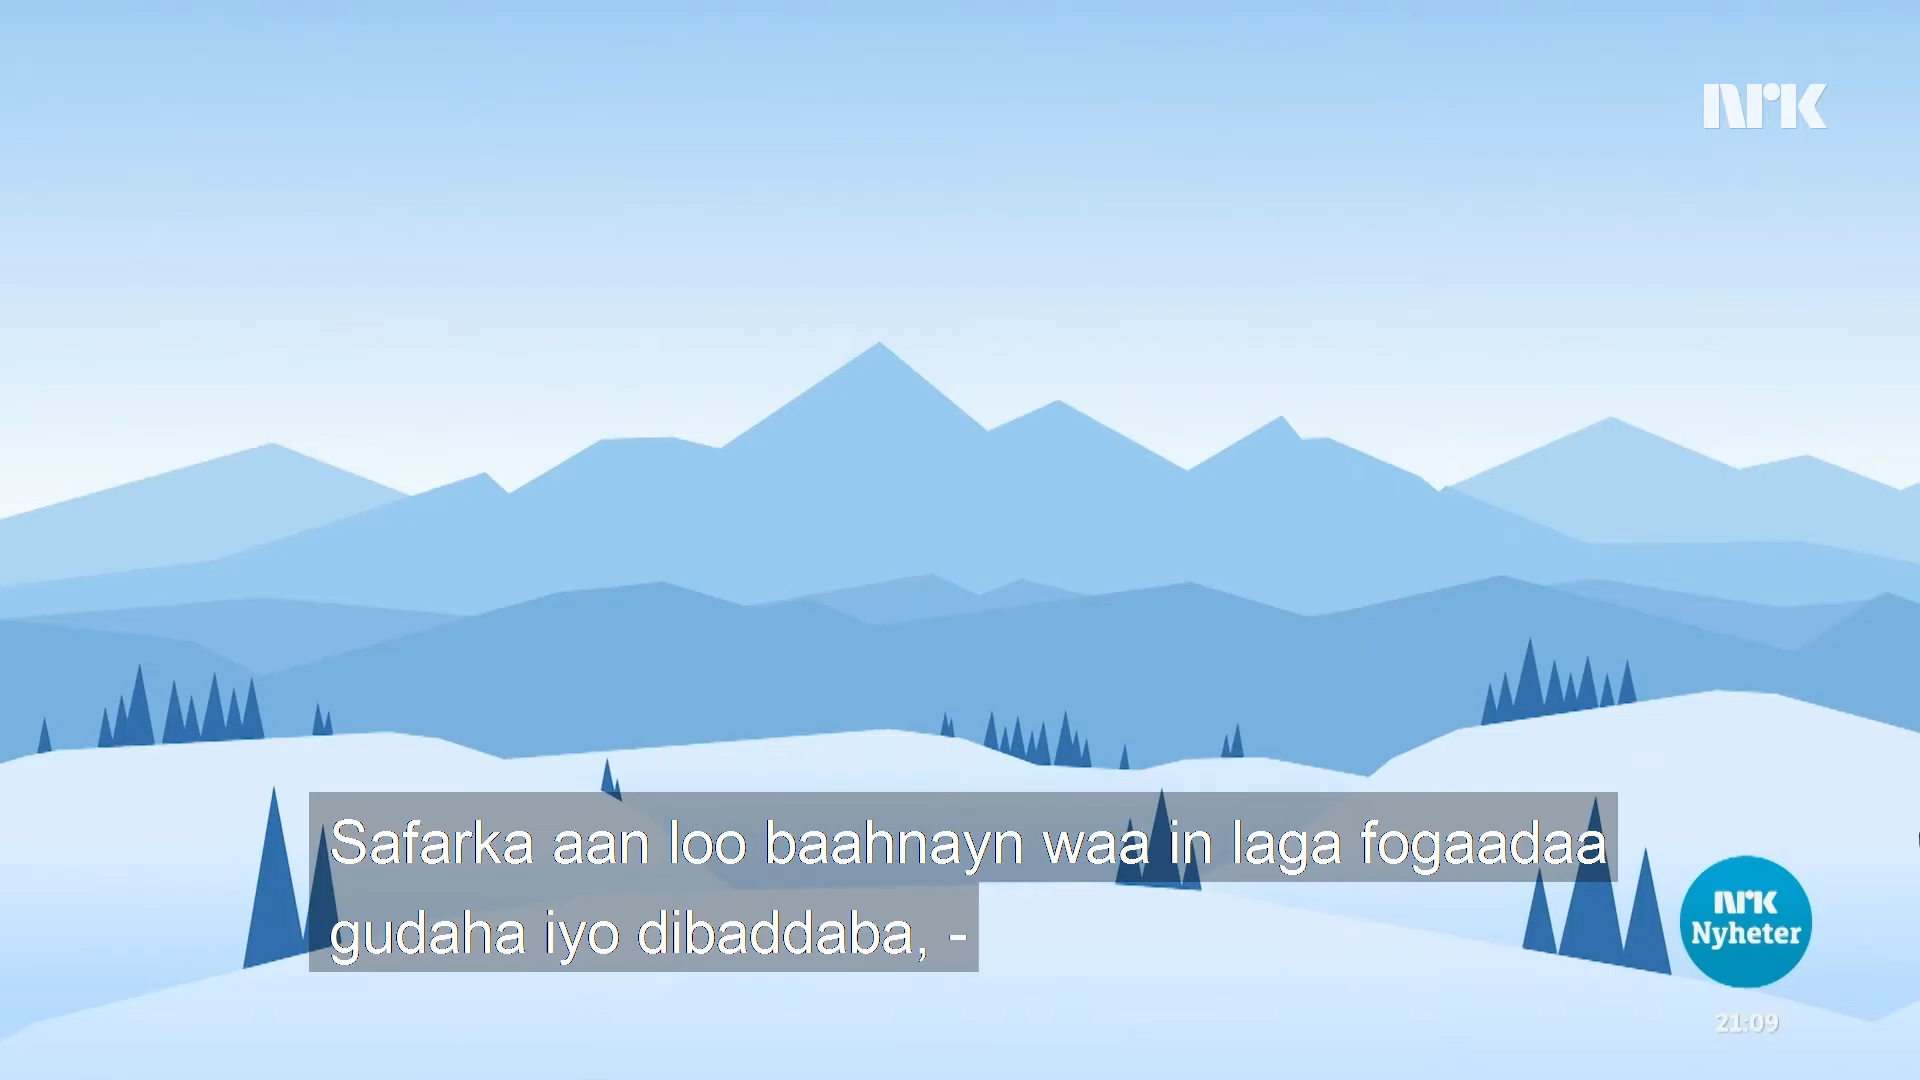 NRK
Safarka aan loo baahnayn waa in laga fogaadaa
gudaha iyo dibaddaba, -
NRK
Nyheter
21:09